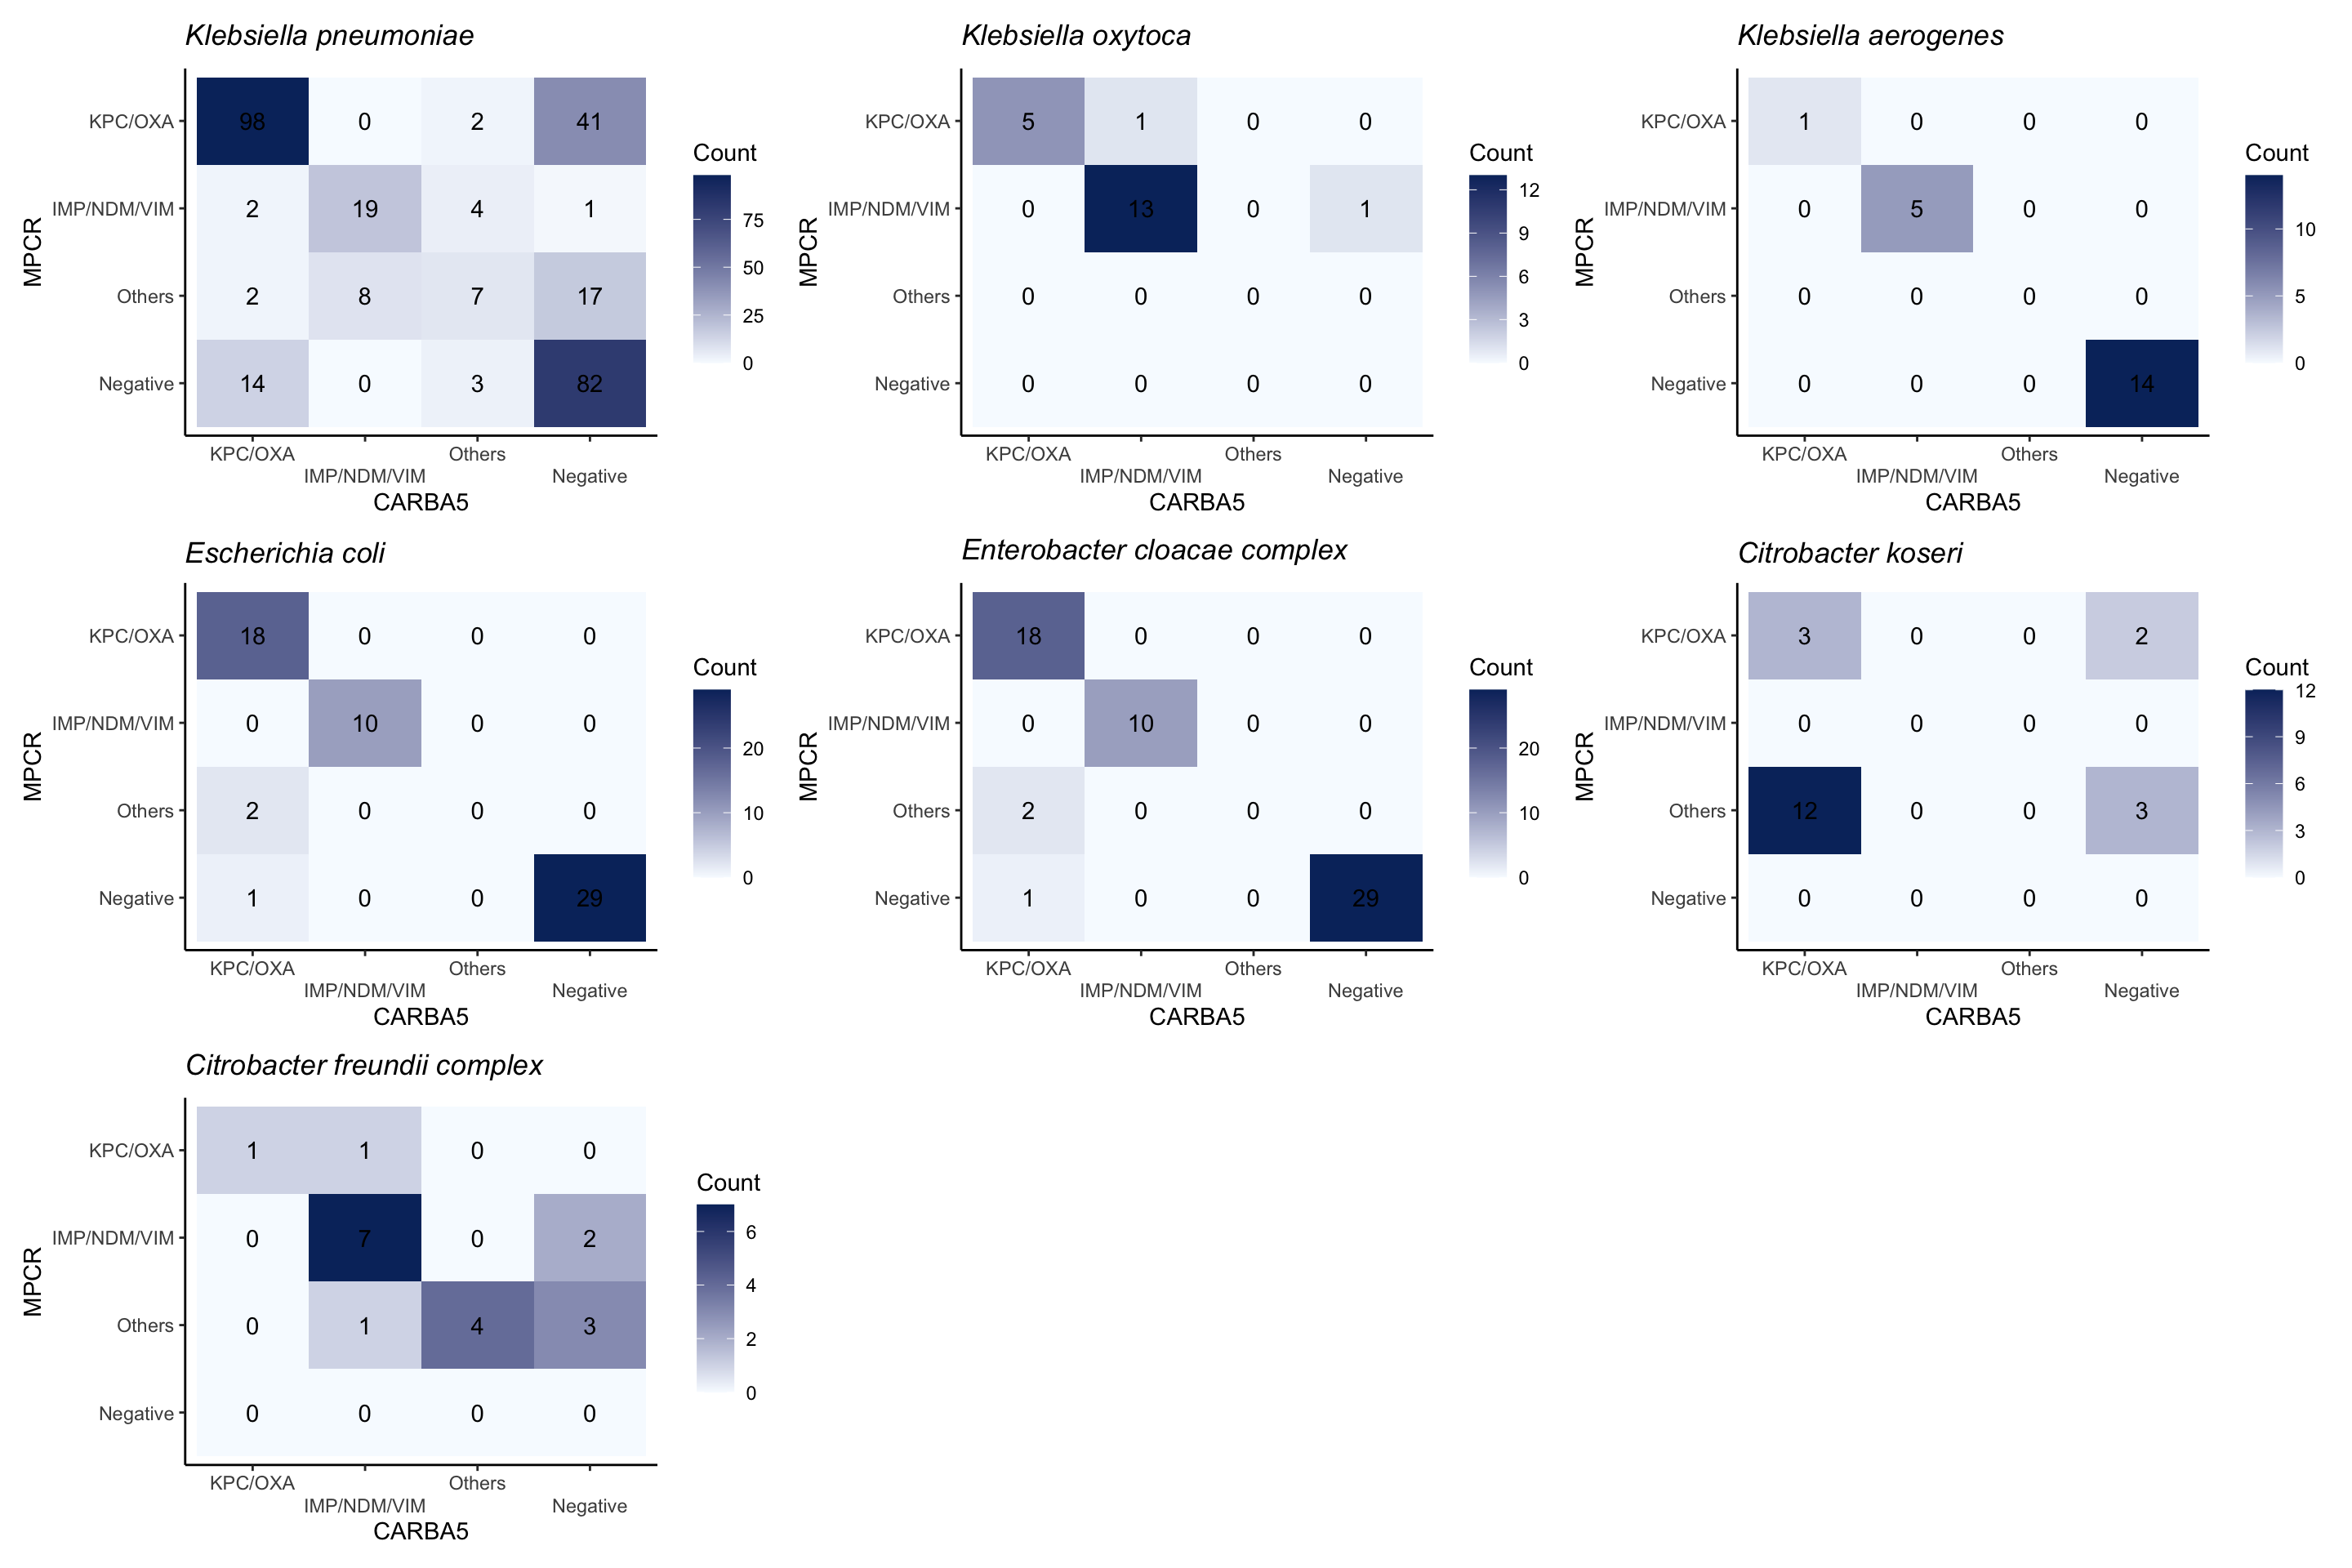 Klebsiella pneumoniae
MPCR
KPC/OXA 98 0 2 41
IMP/NDM/VIM 2 19 4 1
Others 2 8 7 17
Negative 14 0 3 82
KPC/OXA Others
IMP/NDM/VIM Negative
CARBA5
Count
75
50
25
0
Klebsiella oxytoca
MPCR
KPC/OXA 5 1 0 0
IMP/NDM/VIM 0 13 0 1
Others 0 0 0 0
Negative 0 0 0 0
KPC/OXA Others
IMP/NDM/VIM Negative
CARBA5
Count
12
9
6
3
0
Klebsiella aerogenes
MPCR
KPC/OXA 1 0 0 0
IMP/NDM/VIM 0 5 0 0
Others 0 0 0 0
Negative 0 0 0 14
KPC/OXA Others
IMP/NDM/VIM Negative
CARBA5
Count
10
5
0
Escherichia coli
MPCR
KPC/OXA 18 0 0 0
IMP/NDM/VIM 0 10 0 0
Others 2 0 0 0
Negative 1 0 0 29
KPC/OXA Others
IMP/NDM/VIM Negative
CARBA5
Count
20
10
0
Enterobacter cloacae complex
MPCR
KPC/OXA 18 0 0 0
IMP/NDM/VIM 0 10 0 0
Others 2 0 0 0
Negative 1 0 0 29
KPC/OXA Others
IMP/NDM/VIM Negative
CARBA5
Count
20
10
0
Citrobacter koseri
MPCR
KPC/OXA 3 0 0 2
IMP/NDM/VIM 0 0 0 0
Others 12 0 0 3
Negative 0 0 0 0
KPC/OXA Others
IMP/NDM/VIM Negative
CARBA5
Count
12
9
6
3
0
Citrobacter freundii complex
MPCR
KPC/OXA 1 1 0 0
IMP/NDM/VIM 0 7 0 2
Others 0 1 4 3
Negative 0 0 0 0
KPC/OXA Others
IMP/NDM/VIM Negative
CARBA5
Count
6
4
2
0